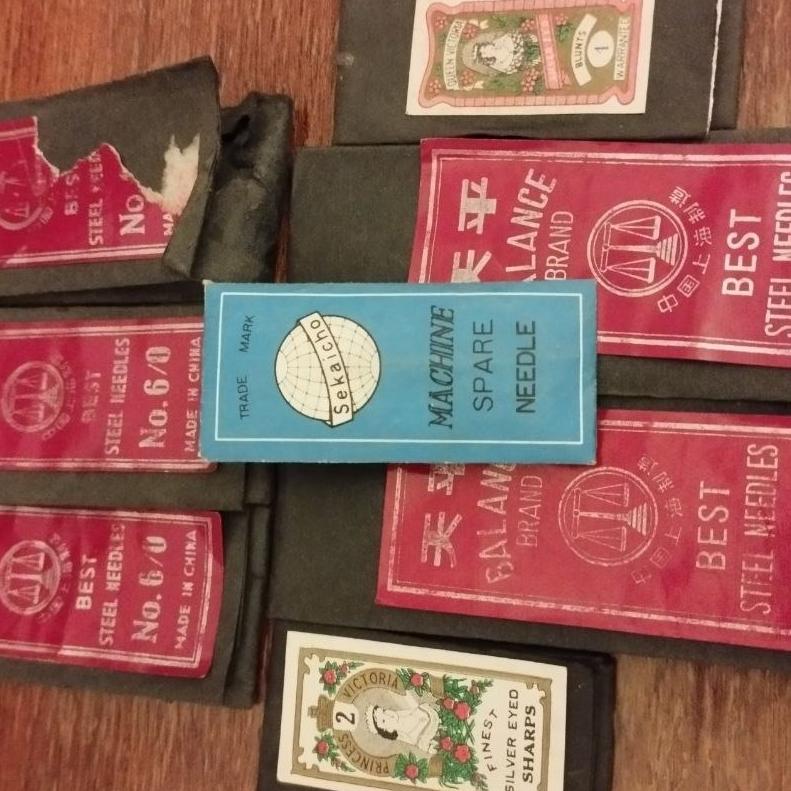 QUEEN VICTORIA
BLUNTS
1
WARRANTED
BEST
STEEL
No
天平
BALANCE
BRAND
中国上海制造
BEST
STEEL NEEDLES
BEST
STEEL NEEDLES
No. 6/0
MADE IN CHINA
TRADE MARK
Sekaicho
MACHINE
SPARE
NEEDLE
天平
BALANCE
BRAND
中国上海制造
BEST
STEEL NEEDLES
BEST
STEEL NEEDLES
No. 6/0
MADE IN CHINA
PRINCESS VICTORIA
2
FINEST
SILVER EYED
SHARPS